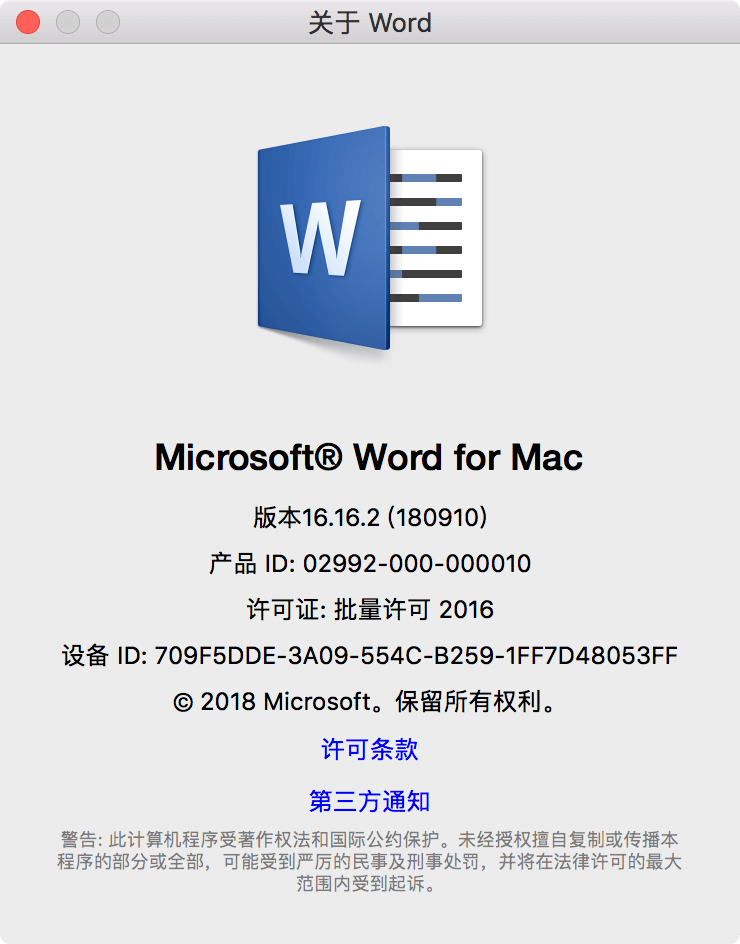 关于 Word
W
Microsoft® Word for Mac
版本16.16.2 (180910)
产品 ID: 02992-000-000010
许可证: 批量许可 2016
设备 ID: 709F5DDE-3A09-554C-B259-1FF7D48053FF
© 2018 Microsoft。保留所有权利。
许可条款
第三方通知
警告: 此计算机程序受著作权法和国际公约保护。未经授权擅自复制或传播本
程序的部分或全部，可能受到严厉的民事及刑事处罚，并将在法律许可的最大
范围内受到起诉。